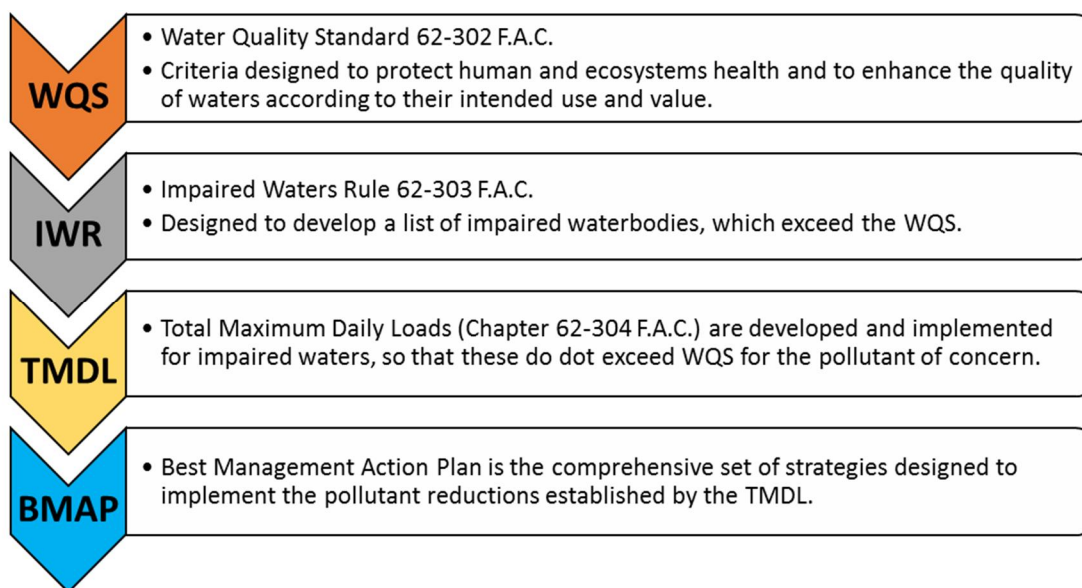 WQS
• Water Quality Standard 62-302 F.A.C.
• Criteria designed to protect human and ecosystems health and to enhance the quality
of waters according to their intended use and value.
IWR
• Impaired Waters Rule 62-303 F.A.C.
• Designed to develop a list of impaired waterbodies, which exceed the WQS.
TMDL
• Total Maximum Daily Loads (Chapter 62-304 F.A.C.) are developed and implemented
for impaired waters, so that these do dot exceed WQS for the pollutant of concern.
BMAP
• Best Management Action Plan is the comprehensive set of strategies designed to
implement the pollutant reductions established by the TMDL.